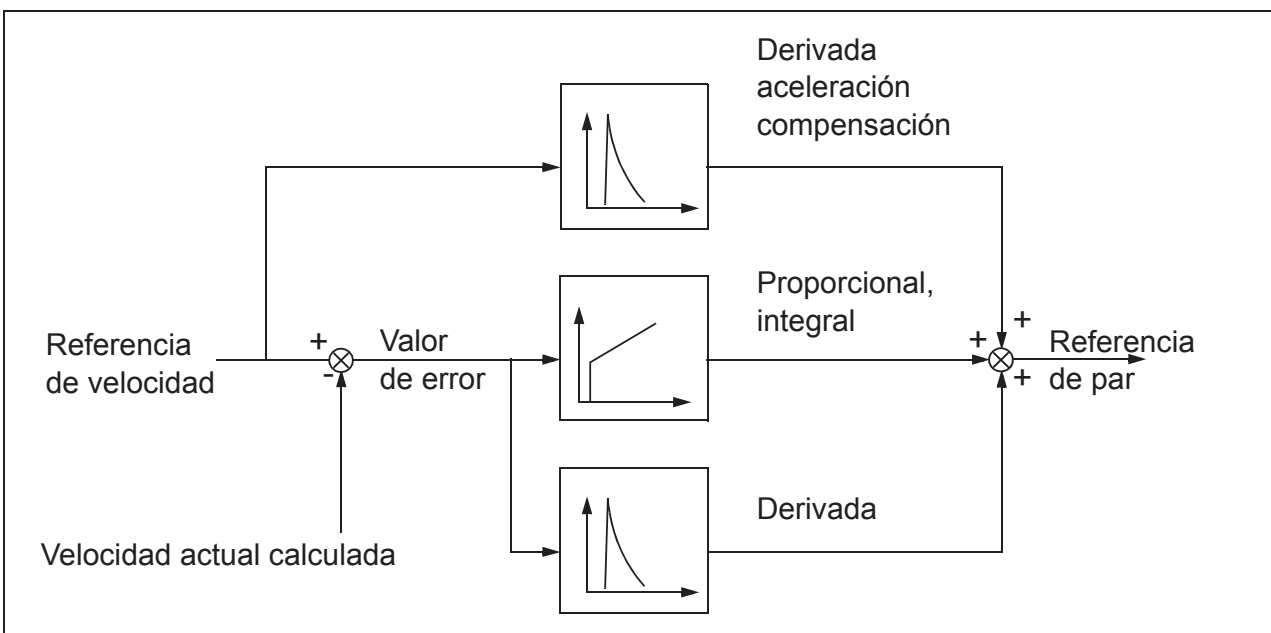 Derivada
aceleración
compensación
Proporcional,
integral
+
+
+
Referencia
de velocidad
+
-
Valor
de error
Referencia
de par
Derivada
Velocidad actual calculada